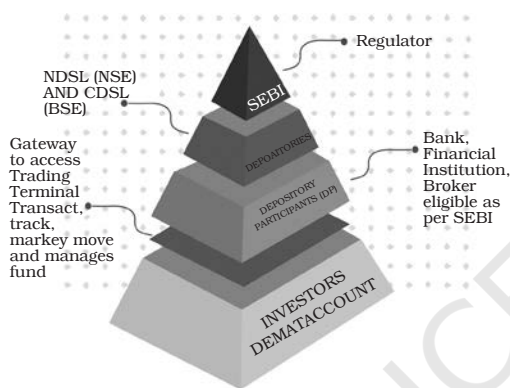 Regulator
SEBI
NDSL (NSE)
AND CDSL
(BSE)
DEPOAITORIES
Gateway
to access
Trading
Terminal
Transact,
track,
markey move
and manages
fund
Bank,
Financial
Institution,
Broker
eligible as
per SEBI
DEPOSITORY
PARTICIPANTS (DP)
INVESTORS
DEMATACCOUNT